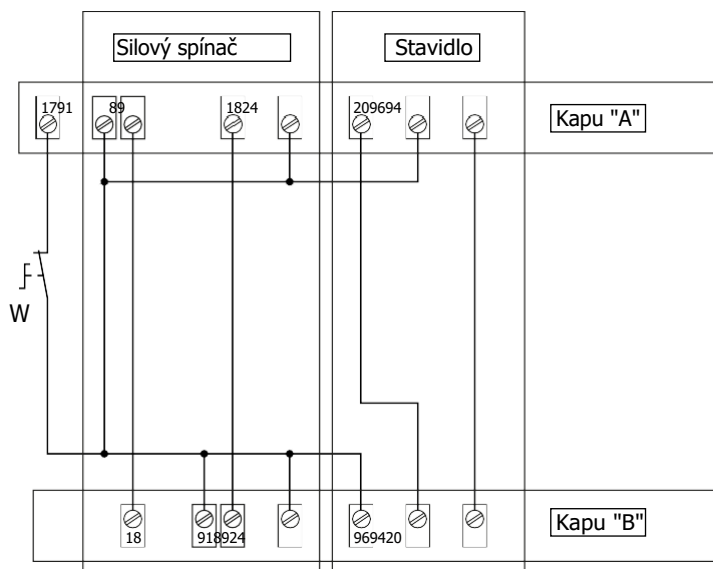 Silový spínač
Stavidlo
1791
89
1824
209694
Kapu "A"
W
18
918924
969420
Kapu "B"